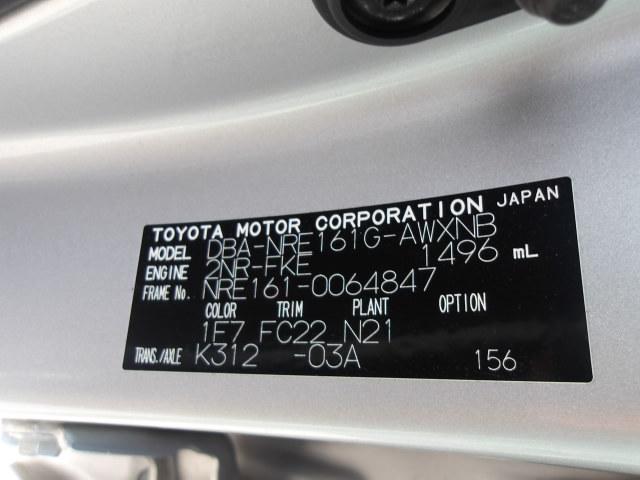 TOYOTA MOTOR CORPORATION JAPAN
MODEL DBA-NRE161G-AWXNB
ENGINE 2NR-FKE 1496 mL
FRAME No. NRE161-0064847
COLOR TRIM PLANT OPTION
1F7 FC22 N21
TRANS./AXLE K312 -03A 156